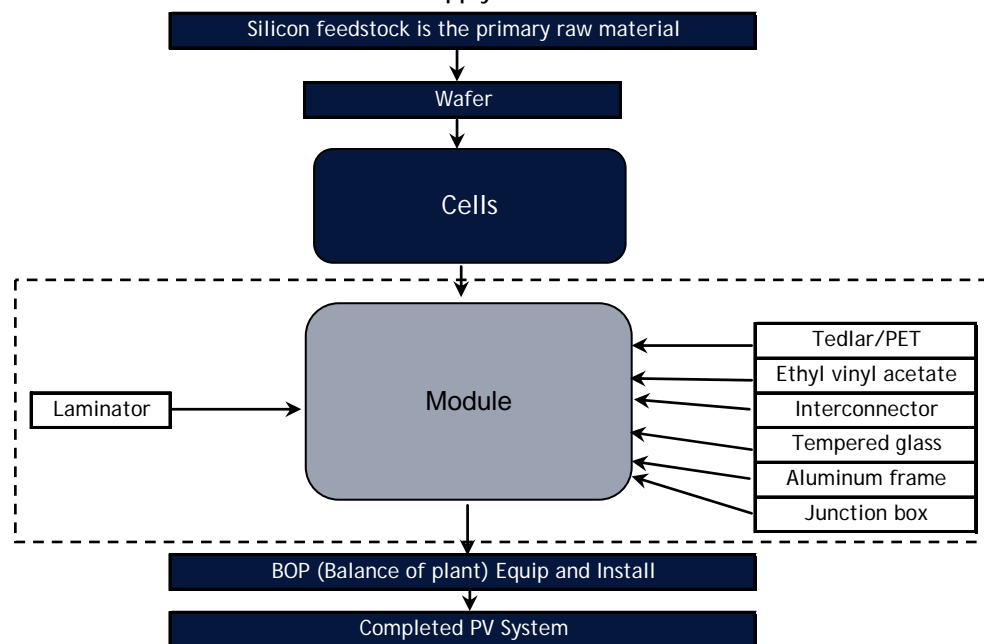 Silicon feedstock is the primary raw material
Wafer
Cells
Module
Laminator
Tedlar/PET
Ethyl vinyl acetate
Interconnector
Tempered glass
Aluminum frame
Junction box
BOP (Balance of plant) Equip and Install
Completed PV System